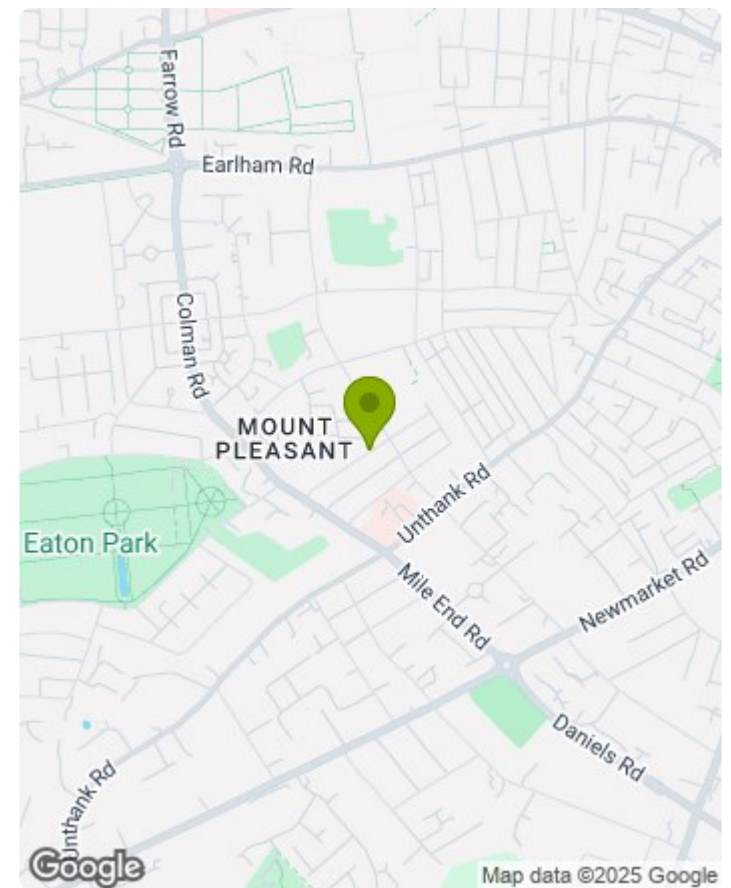 Farrow Rd
Earlham Rd
Colman Rd
MOUNT
PLEASANT
Eaton Park
Unthank Rd
Mile End Rd
Newmarket Rd
Daniels Rd
Unthank Rd
Google
Map data ©2025 Google